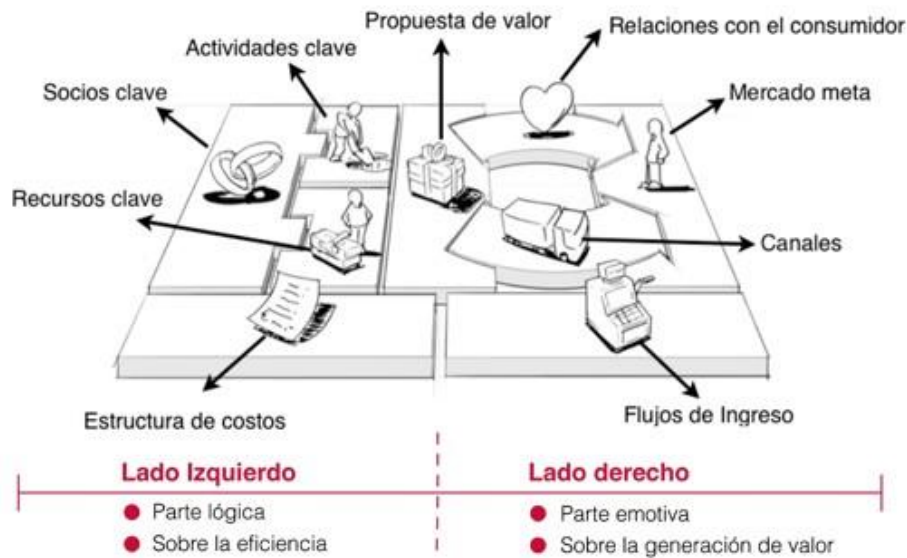 Propuesta de valor
Relaciones con el consumidor
Actividades clave
Socios clave
Mercado meta
Recursos clave
Canales
Estructura de costos
Flujos de Ingreso
Lado Izquierdo
Parte lógica
Sobre la eficiencia
Lado derecho
Parte emotiva
Sobre la generación de valor